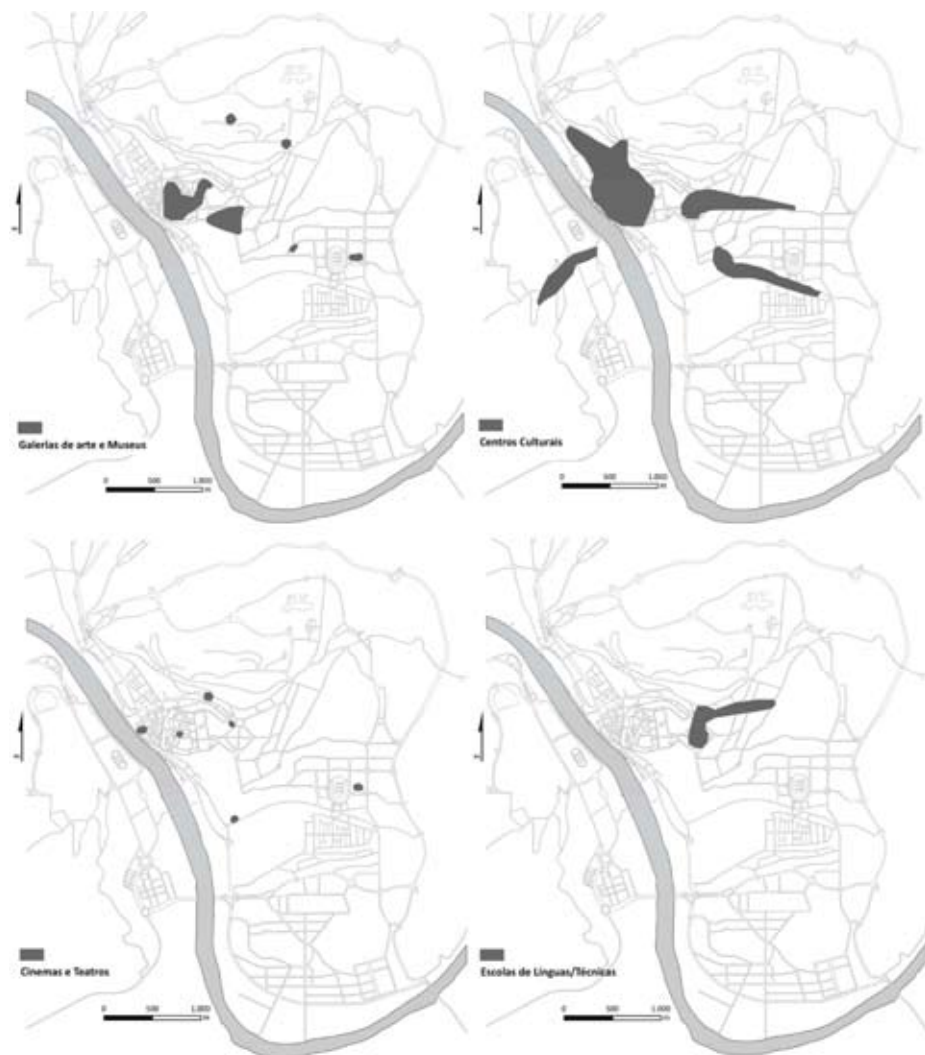 Galerias de arte e Museus
0 500 1.000
m
Centros Culturais
0 500 1.000
m
Cinemas e Teatros
0 500 1.000
m
Escolas de Línguas/Técnicas
0 500 1.000
m